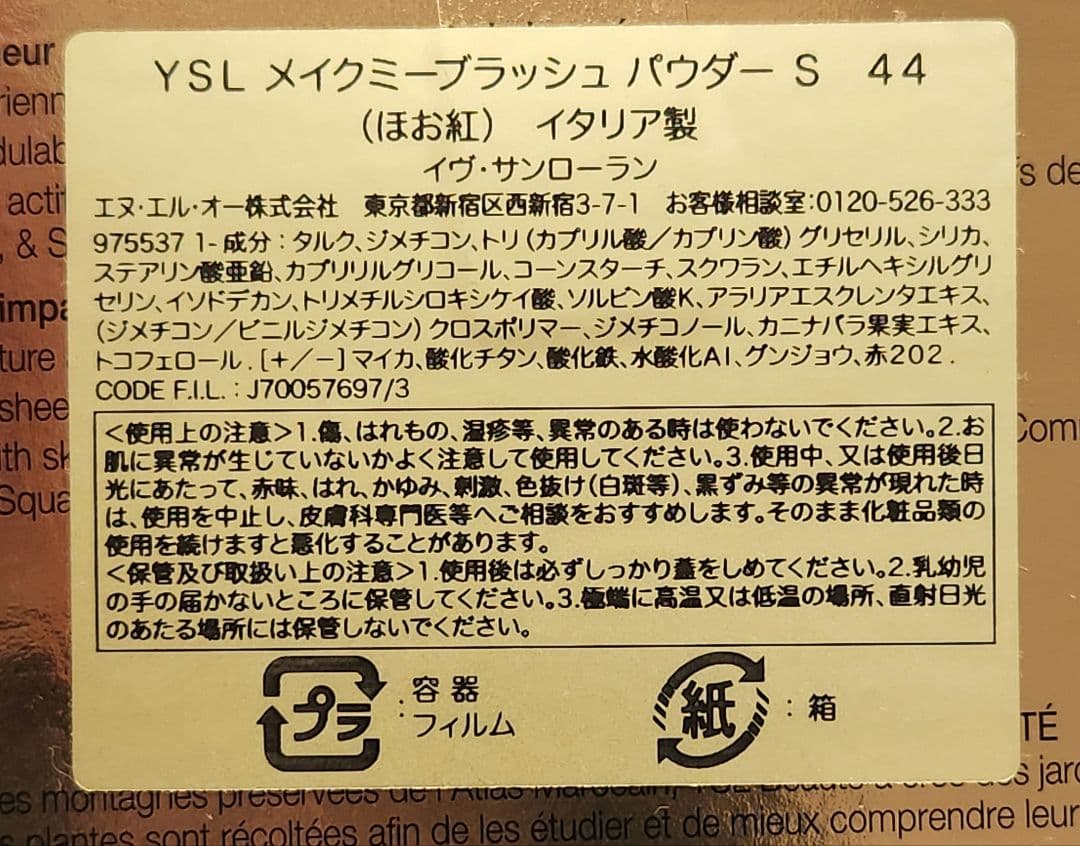 YSL メイクミーブラッシュ パウダー S 44
(ほお紅) イタリア製
イヴ・サンローラン
エヌ・エル・オー株式会社 東京都新宿区西新宿3-7-1 お客様相談室:0120-526-333
975537 1- 成分:タルク、ジメチコン、トリ(カプリル酸/カプリン酸)グリセリル、シリカ、
ステアリン酸亜鉛、カプリリルグリコール、コーンスターチ、スクワラン、エチルヘキシルグリ
セリン、イソドデカン、トリメチルシロキシケイ酸、ソルビン酸K、アラリアエスクレンタエキス、
(ジメチコン/ビニルジメチコン)クロスポリマー、ジメチコノール、カニナバラ果実エキス、
トコフェロール.[+/-]マイカ、酸化チタン、酸化鉄、水酸化Al、グンジョウ、赤202.
CODE F.I.L. : J70057697/3
<使用上の注意>1.傷、はれもの、湿疹等、異常のある時は使わないでください。2.お
肌に異常が生じていないかよく注意して使用してください。3.使用中、又は使用後日
光にあたって、赤味、はれ、かゆみ、刺激、色抜け(白斑等)、黒ずみ等の異常が現れた時
は、使用を中止し、皮膚科専門医等へご相談をおすすめします。そのまま化粧品類の
使用を続けますと悪化することがあります。
<保管及び取扱い上の注意>1.使用後は必ずしっかり蓋をしめてください。2.乳幼児
の手の届かないところに保管してください。3.極端に高温又は低温の場所、直射日光
のあたる場所には保管しないでください。
プラ : 容器
フィルム
紙 : 箱
montagnes préservées de l'Atlas Marocain,
plantes sont récoltées afin de les étudier et de mieux comprendre leur